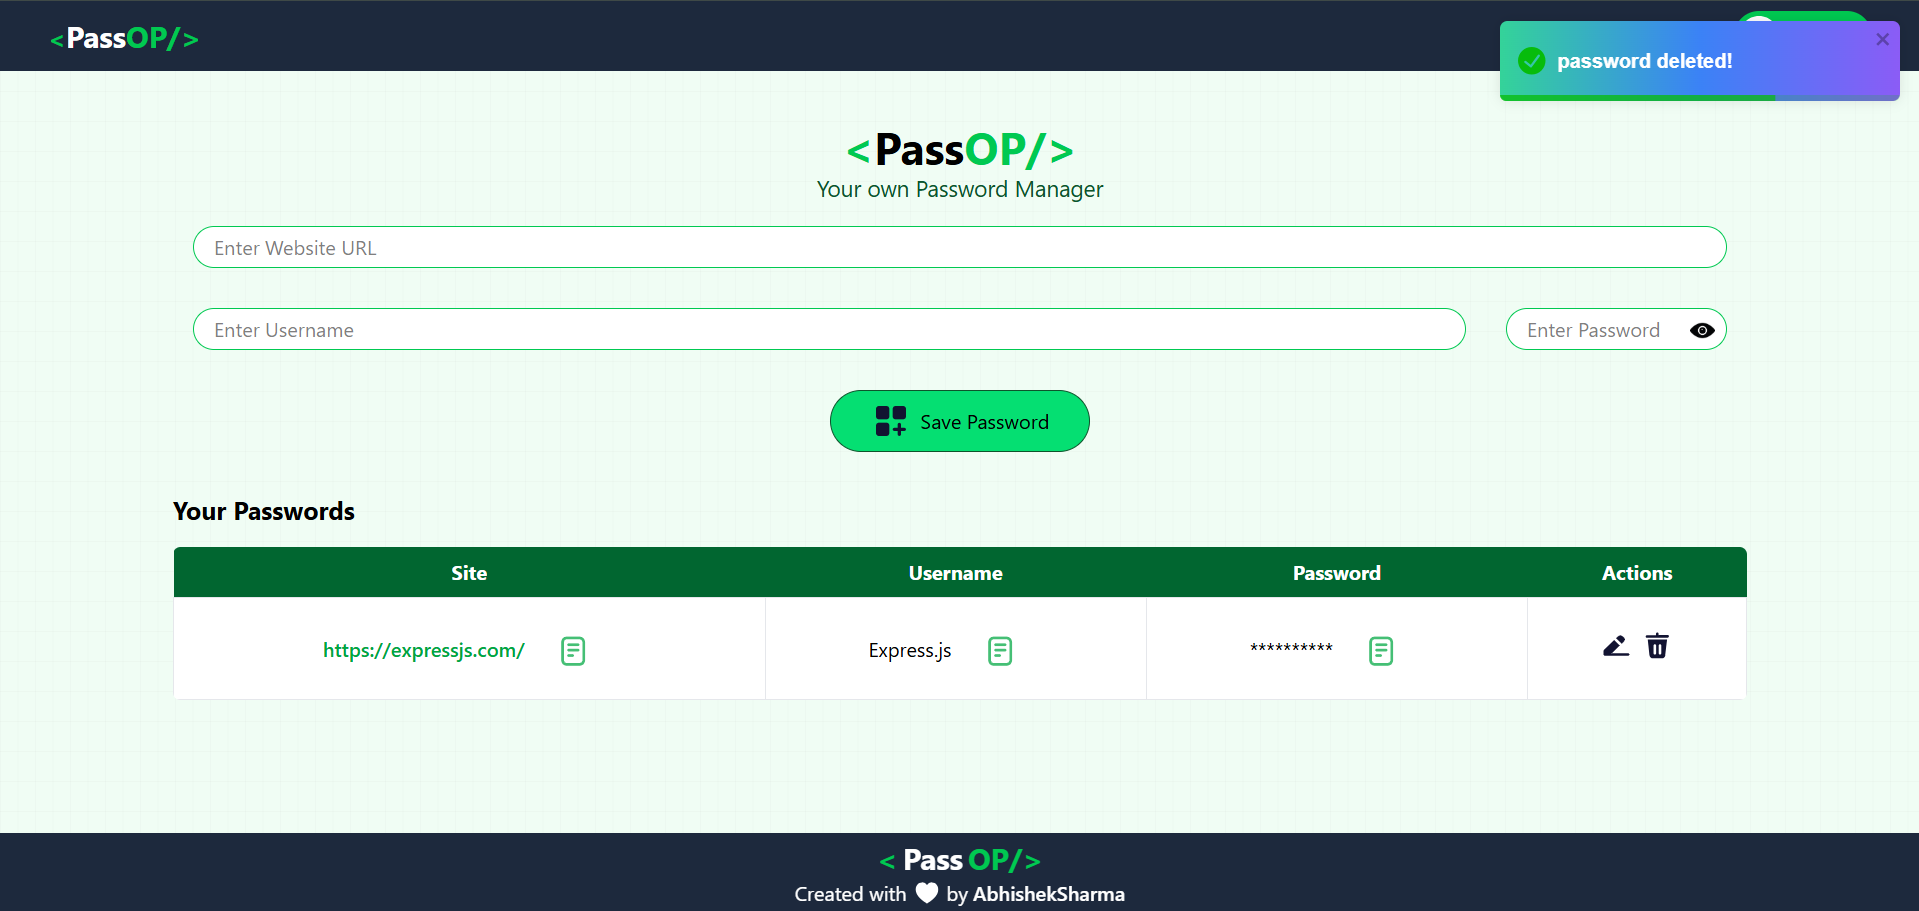 <PassOP/>
password deleted!
<PassOP/>
Your own Password Manager
Enter Website URL
Enter Username
Enter Password
Save Password
Your Passwords
Site Username Password Actions
https://expressjs.com/ Express.js **********
< Pass OP/>
Created with by AbhishekSharma